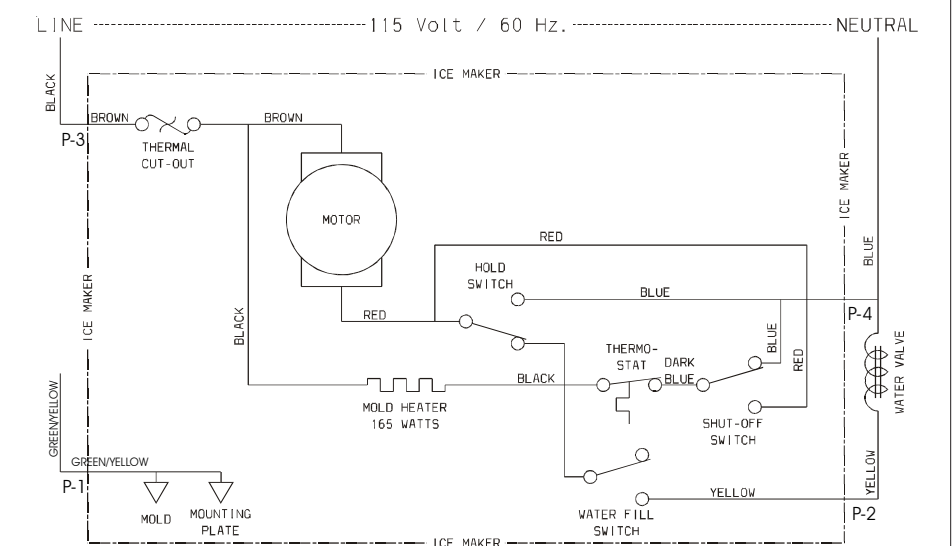 LINE 115 Volt / 60 Hz. NEUTRAL
ICE MAKER
BLACK
BROWN
BROWN
P-3
THERMAL
CUT-OUT
ICE MAKER
MOTOR
RED
BLUE
HOLD
SWITCH
BLUE
ICE MAKER
P-4
RED
BLACK
BLUE
RED
WATER VALVE
THERMO-
STAT
DARK
BLUE
BLACK
MOLD HEATER
165 WATTS
SHUT-OFF
SWITCH
GREEN/YELLOW
GREEN/YELLOW
P-1
YELLOW
YELLOW
P-2
MOLD
MOUNTING
PLATE
WATER FILL
SWITCH
ICE MAKER